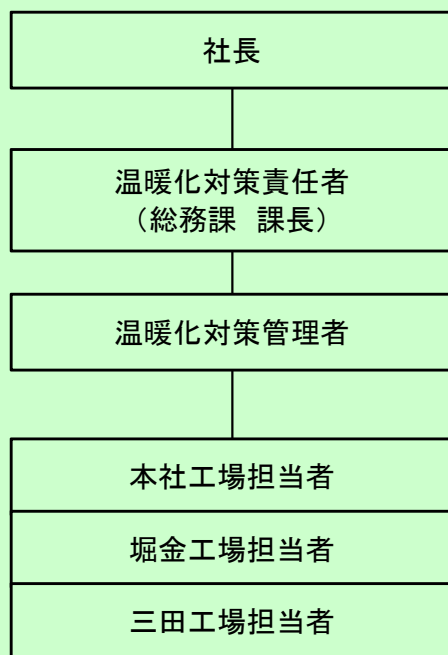 社長
温暖化対策責任者
（総務課　課長）
温暖化対策管理者
本社工場担当者
堀金工場担当者
三田工場担当者